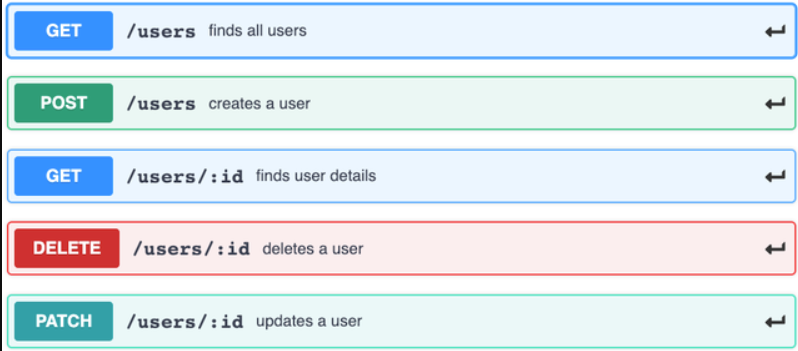 GET /users finds all users
POST /users creates a user
GET /users/:id finds user details
DELETE /users/:id deletes a user
PATCH /users/:id updates a user